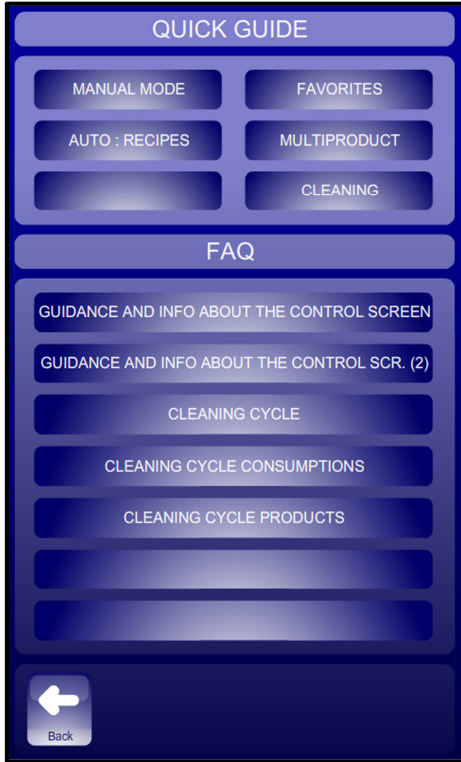 QUICK GUIDE
MANUAL MODE
FAVORITES
AUTO : RECIPES
MULTIPRODUCT
CLEANING
FAQ
GUIDANCE AND INFO ABOUT THE CONTROL SCREEN
GUIDANCE AND INFO ABOUT THE CONTROL SCR. (2)
CLEANING CYCLE
CLEANING CYCLE CONSUMPTIONS
CLEANING CYCLE PRODUCTS
Back